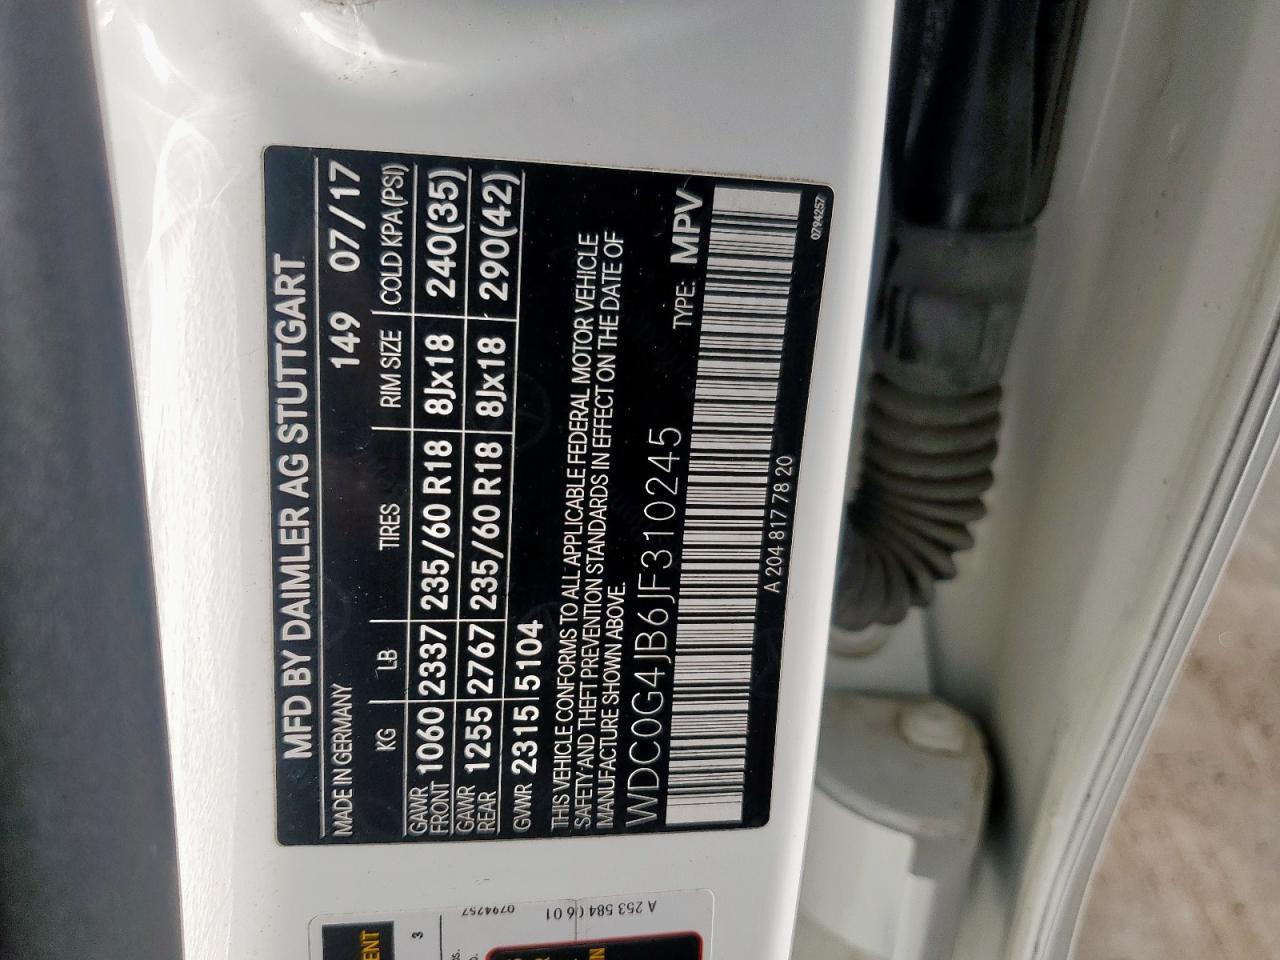 MFD BY DAIMLER AG STUTTGART
MADE IN GERMANY 149 07/17
KG LB TIRES RIM SIZE COLD KPA(PSI)
GAWR FRONT 1060 2337 235/60 R18 8Jx18 240(35)
GAWR REAR 1255 2767 235/60 R18 8Jx18 290(42)
GVWR 2315 5104
THIS VEHICLE CONFORMS TO ALL APPLICABLE FEDERAL MOTOR VEHICLE
SAFETY AND THEFT PREVENTION STANDARDS IN EFFECT ON THE DATE OF
MANUFACTURE SHOWN ABOVE.
TYPE: MPV
WDC0G4JB6JF310245
A 204 817 78 20
0794257
A 253 584 06 01
0794257
3